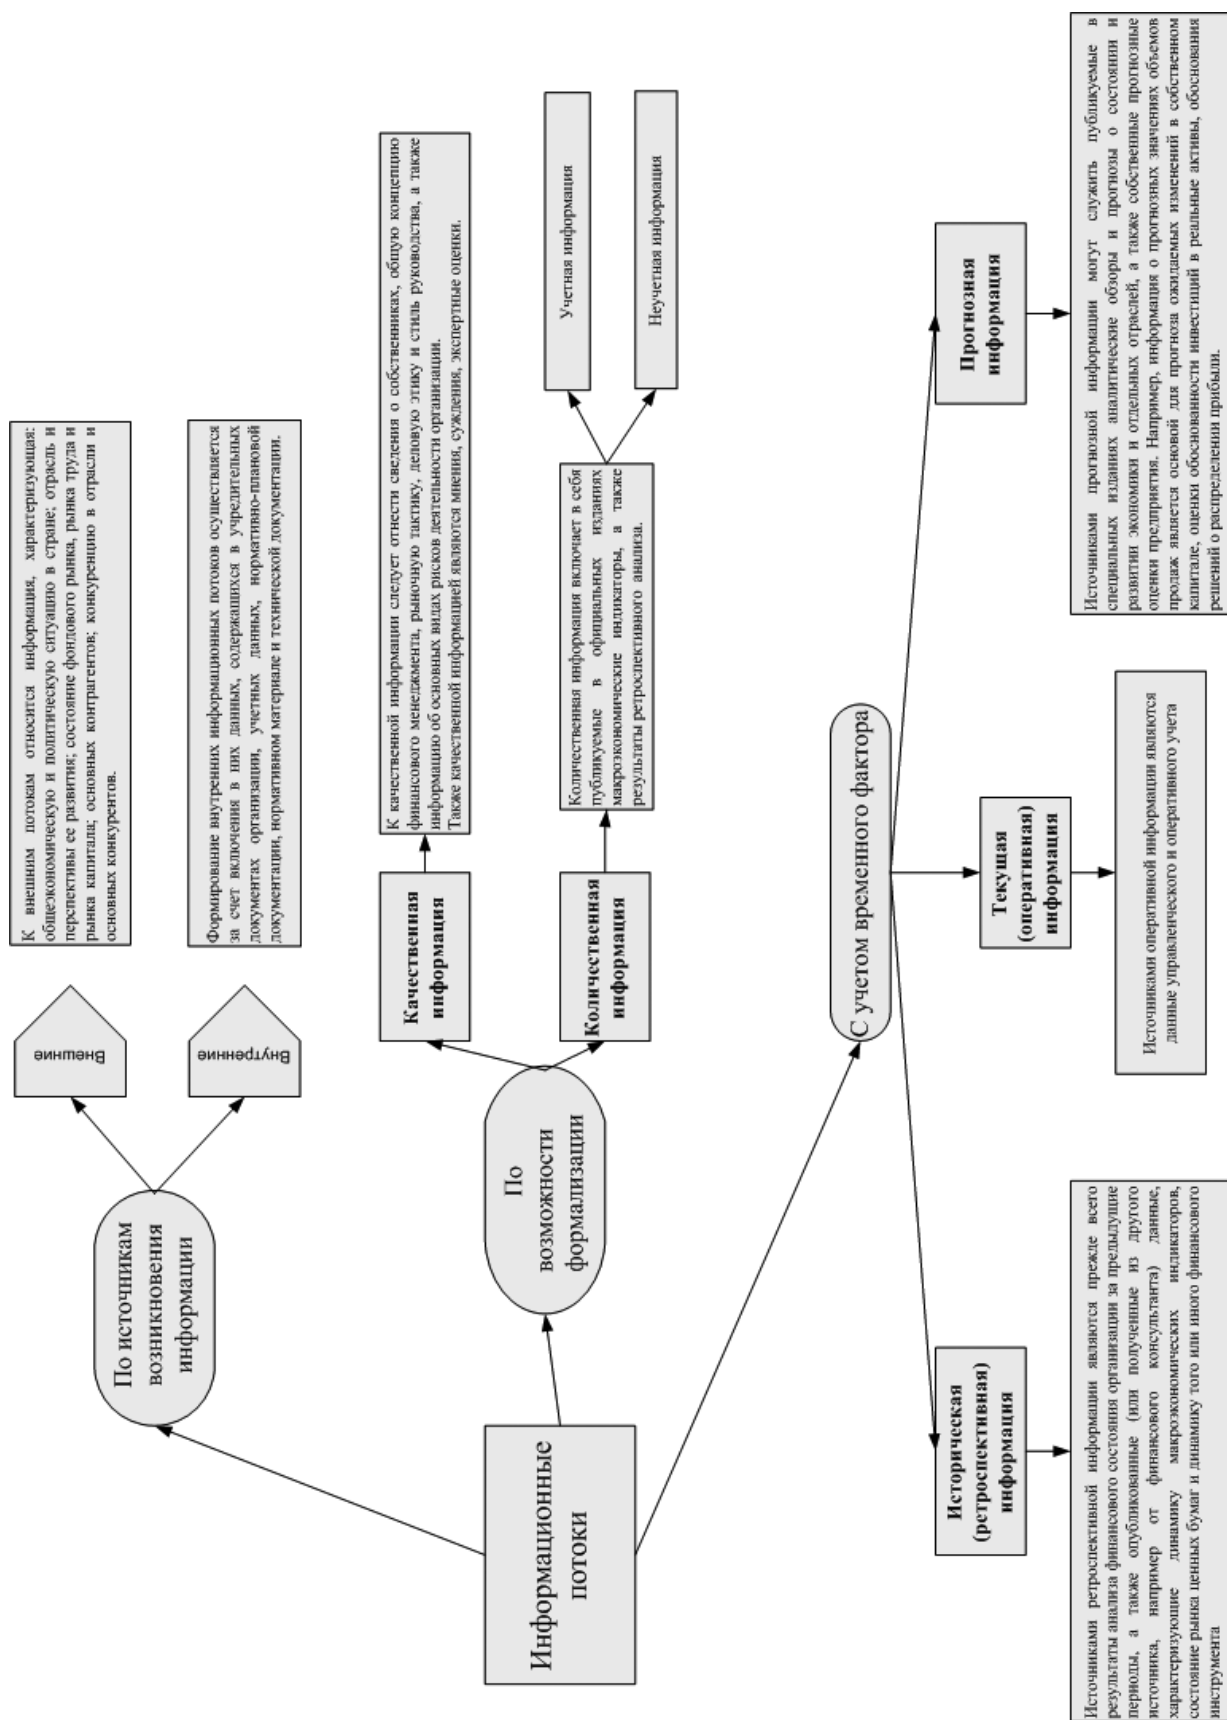 Информационные
потоки
По источникам
возникновения
информации
Внешние
К внешним потокам относится информация, характеризующая:
общеэкономическую и политическую ситуацию в стране; отрасль и
перспективы ее развития; состояние фондового рынка, рынка труда и
рынка капитала; основных контрагентов; конкуренцию в отрасли и
основных конкурентов.
Внутренние
Формирование внутренних информационных потоков осуществляется
за счет включения в них данных, содержащихся в учредительных
документах организации, учетных данных, нормативно-плановой
документации, нормативном материале и технической документации.
По
возможности
формализации
Качественная
информация
К качественной информации следует отнести сведения о собственниках, общую концепцию
финансового менеджмента, рыночную тактику, деловую этику и стиль руководства, а также
информацию об основных видах рисков деятельности организации.
Также качественной информацией являются мнения, суждения, экспертные оценки.
Количественная
информация
Количественная информация включает в себя
публикуемые в официальных изданиях
макроэкономические индикаторы, а также
результаты ретроспективного анализа.
Учетная информация
Неучетная информация
С учетом временного фактора
Историческая
(ретроспективная)
информация
Источниками ретроспективной информации являются прежде всего
результаты анализа финансового состояния организации за предыдущие
периоды, а также опубликованные (или полученные из другого
источника, например от финансового консультанта) данные,
характеризующие динамику макроэкономических индикаторов,
состояние рынка ценных бумаг и динамику того или иного финансового
инструмента
Текущая
(оперативная)
информация
Источниками оперативной информации являются
данные управленческого и оперативного учета
Прогнозная
информация
Источниками прогнозной информации могут служить публикуемые в
специальных изданиях аналитические обзоры и прогнозы о состоянии и
развитии экономики и отдельных отраслей, а также собственные прогнозные
оценки предприятия. Например, информация о прогнозных значениях объемов
продаж является основой для прогноза ожидаемых изменений в собственном
капитале, оценки обоснованности инвестиций в реальные активы, обоснования
решений о распределении прибыли.